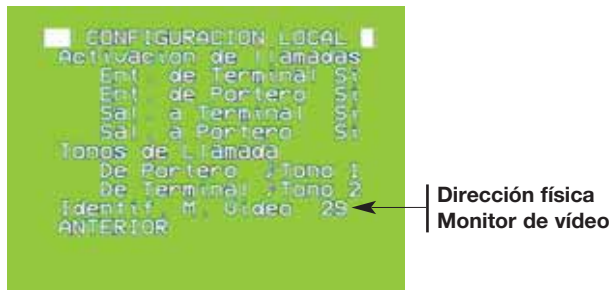 CONFIGURACION LOCAL
Activacion de llamadas
Ent. de Terminal Si
Ent. de Portero Si
Sal. a Terminal Si
Sal. a Portero Si
Tonos de Llamada
De Portero ♪Tono 1
De Terminal ♪Tono 2
Identif. M. Video 29
ANTERIOR
Dirección física
Monitor de vídeo